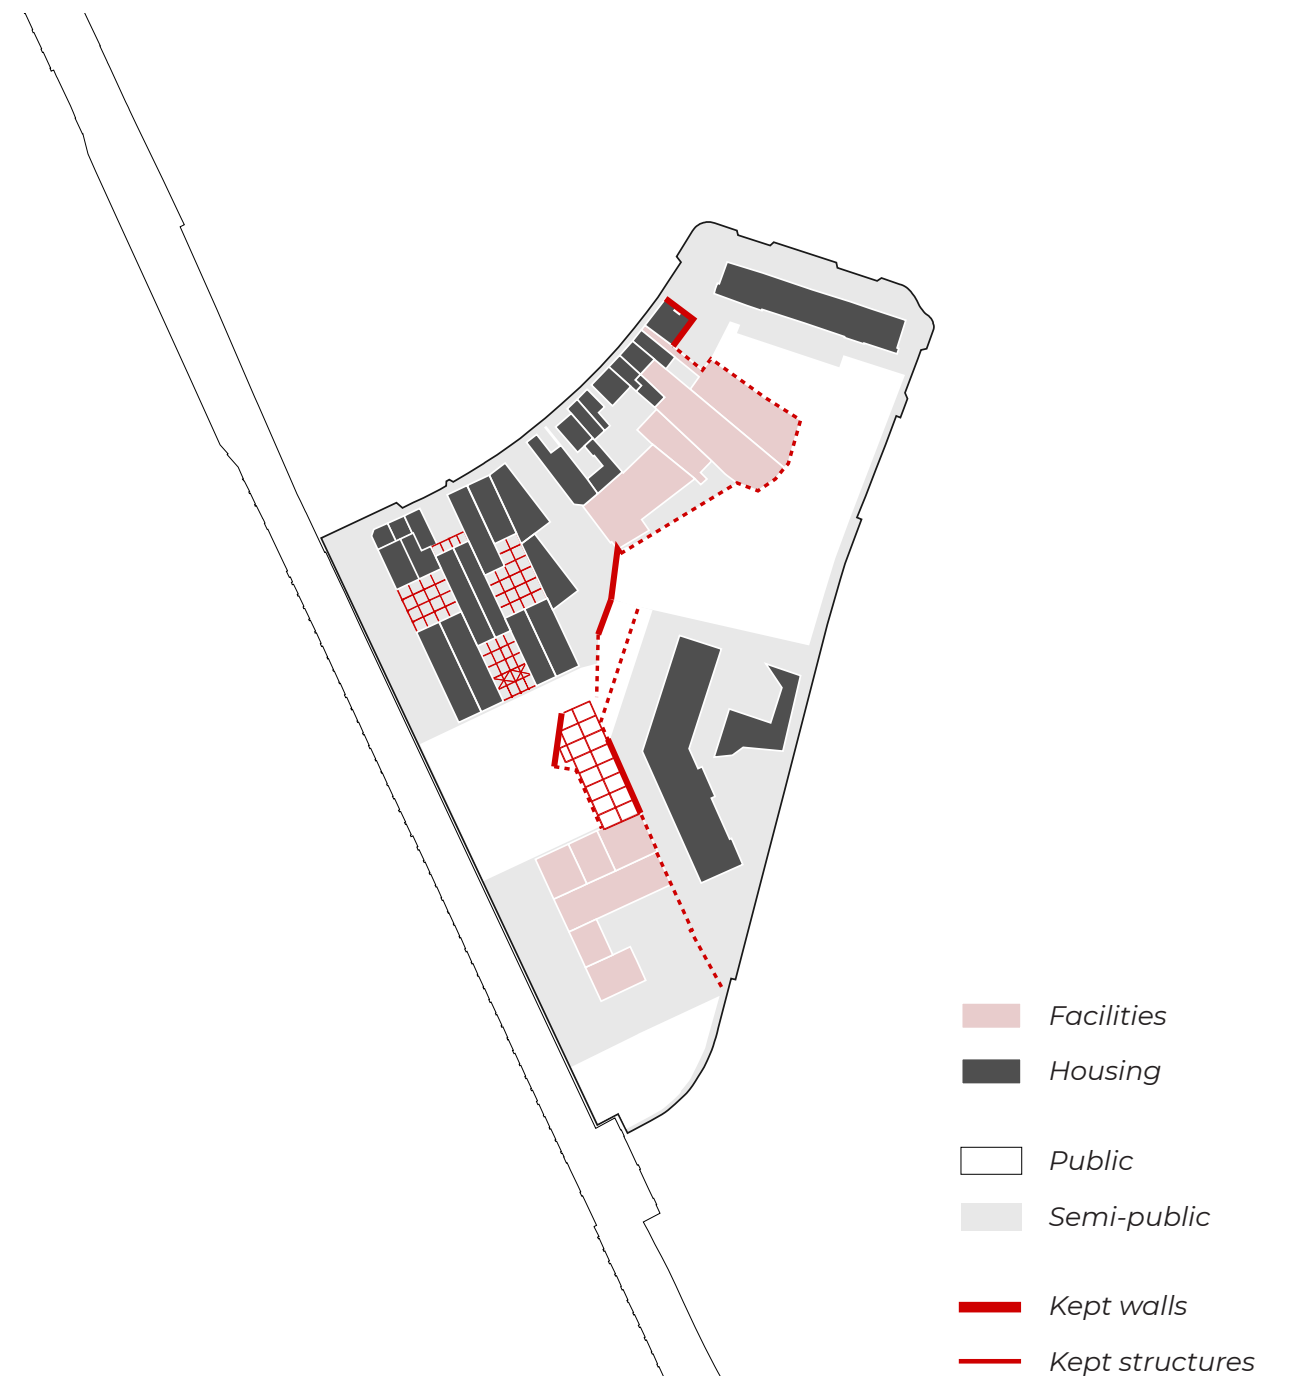 Facilities
Housing
Public
Semi-public
Kept walls
Kept structures